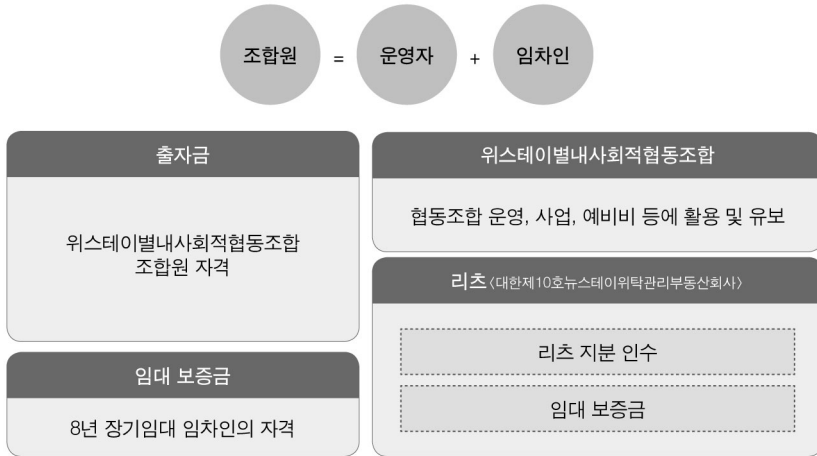 조합원 = 운영자 + 임차인
출자금
위스테이별내사회적협동조합
조합원 자격
임대 보증금
8년 장기임대 임차인의 자격
위스테이별내사회적협동조합
협동조합 운영, 사업, 예비비 등에 활용 및 유보
리츠〈대한제10호뉴스테이위탁관리부동산회사〉
리츠 지분 인수
임대 보증금